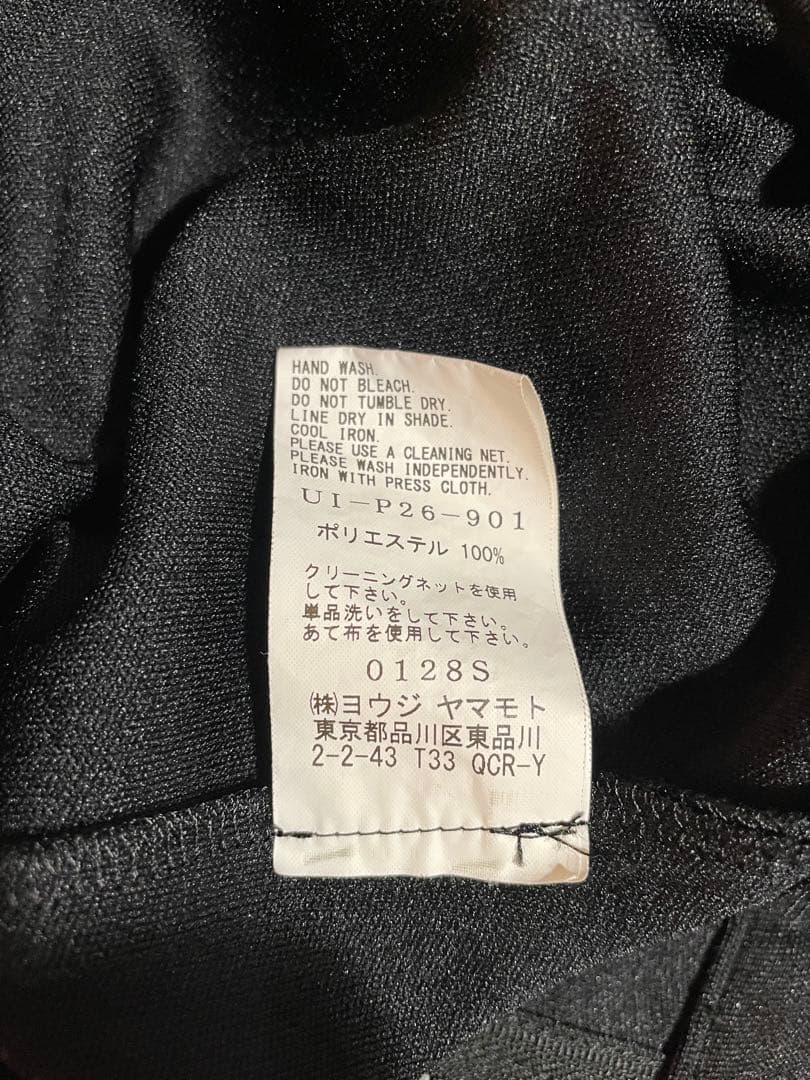 HAND WASH.
DO NOT BLEACH.
DO NOT TUMBLE DRY.
LINE DRY IN SHADE.
COOL IRON.
PLEASE USE A CLEANING NET.
PLEASE WASH INDEPENDENTLY.
IRON WITH PRESS CLOTH.
UI-P26-901
ポリエステル 100%
クリーニングネットを使用
して下さい。
単品洗いをして下さい。
あて布を使用して下さい。
0128S
㈱ヨウジ ヤマモト
東京都品川区東品川
2-2-43 T33 QCR-Y